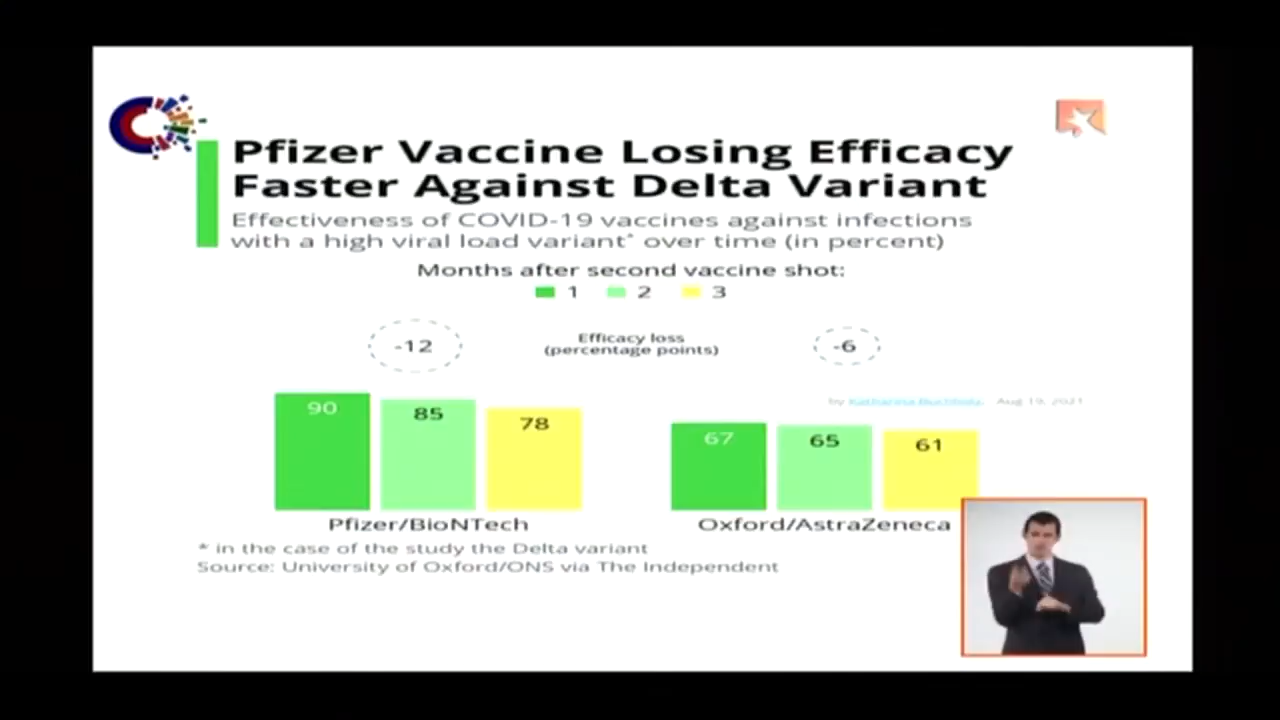 Pfizer Vaccine Losing Efficacy
Faster Against Delta Variant
Effectiveness of COVID-19 vaccines against infections
with a high viral load variant* over time (in percent)
Months after second vaccine shot:
1 2 3
-12
Efficacy loss
(percentage points)
-6
by Katharina Buchholz, Aug 19, 2021
90 85 78
67 65 61
Pfizer/BioNTech
Oxford/AstraZeneca
* in the case of the study the Delta variant
Source: University of Oxford/ONS via The Independent